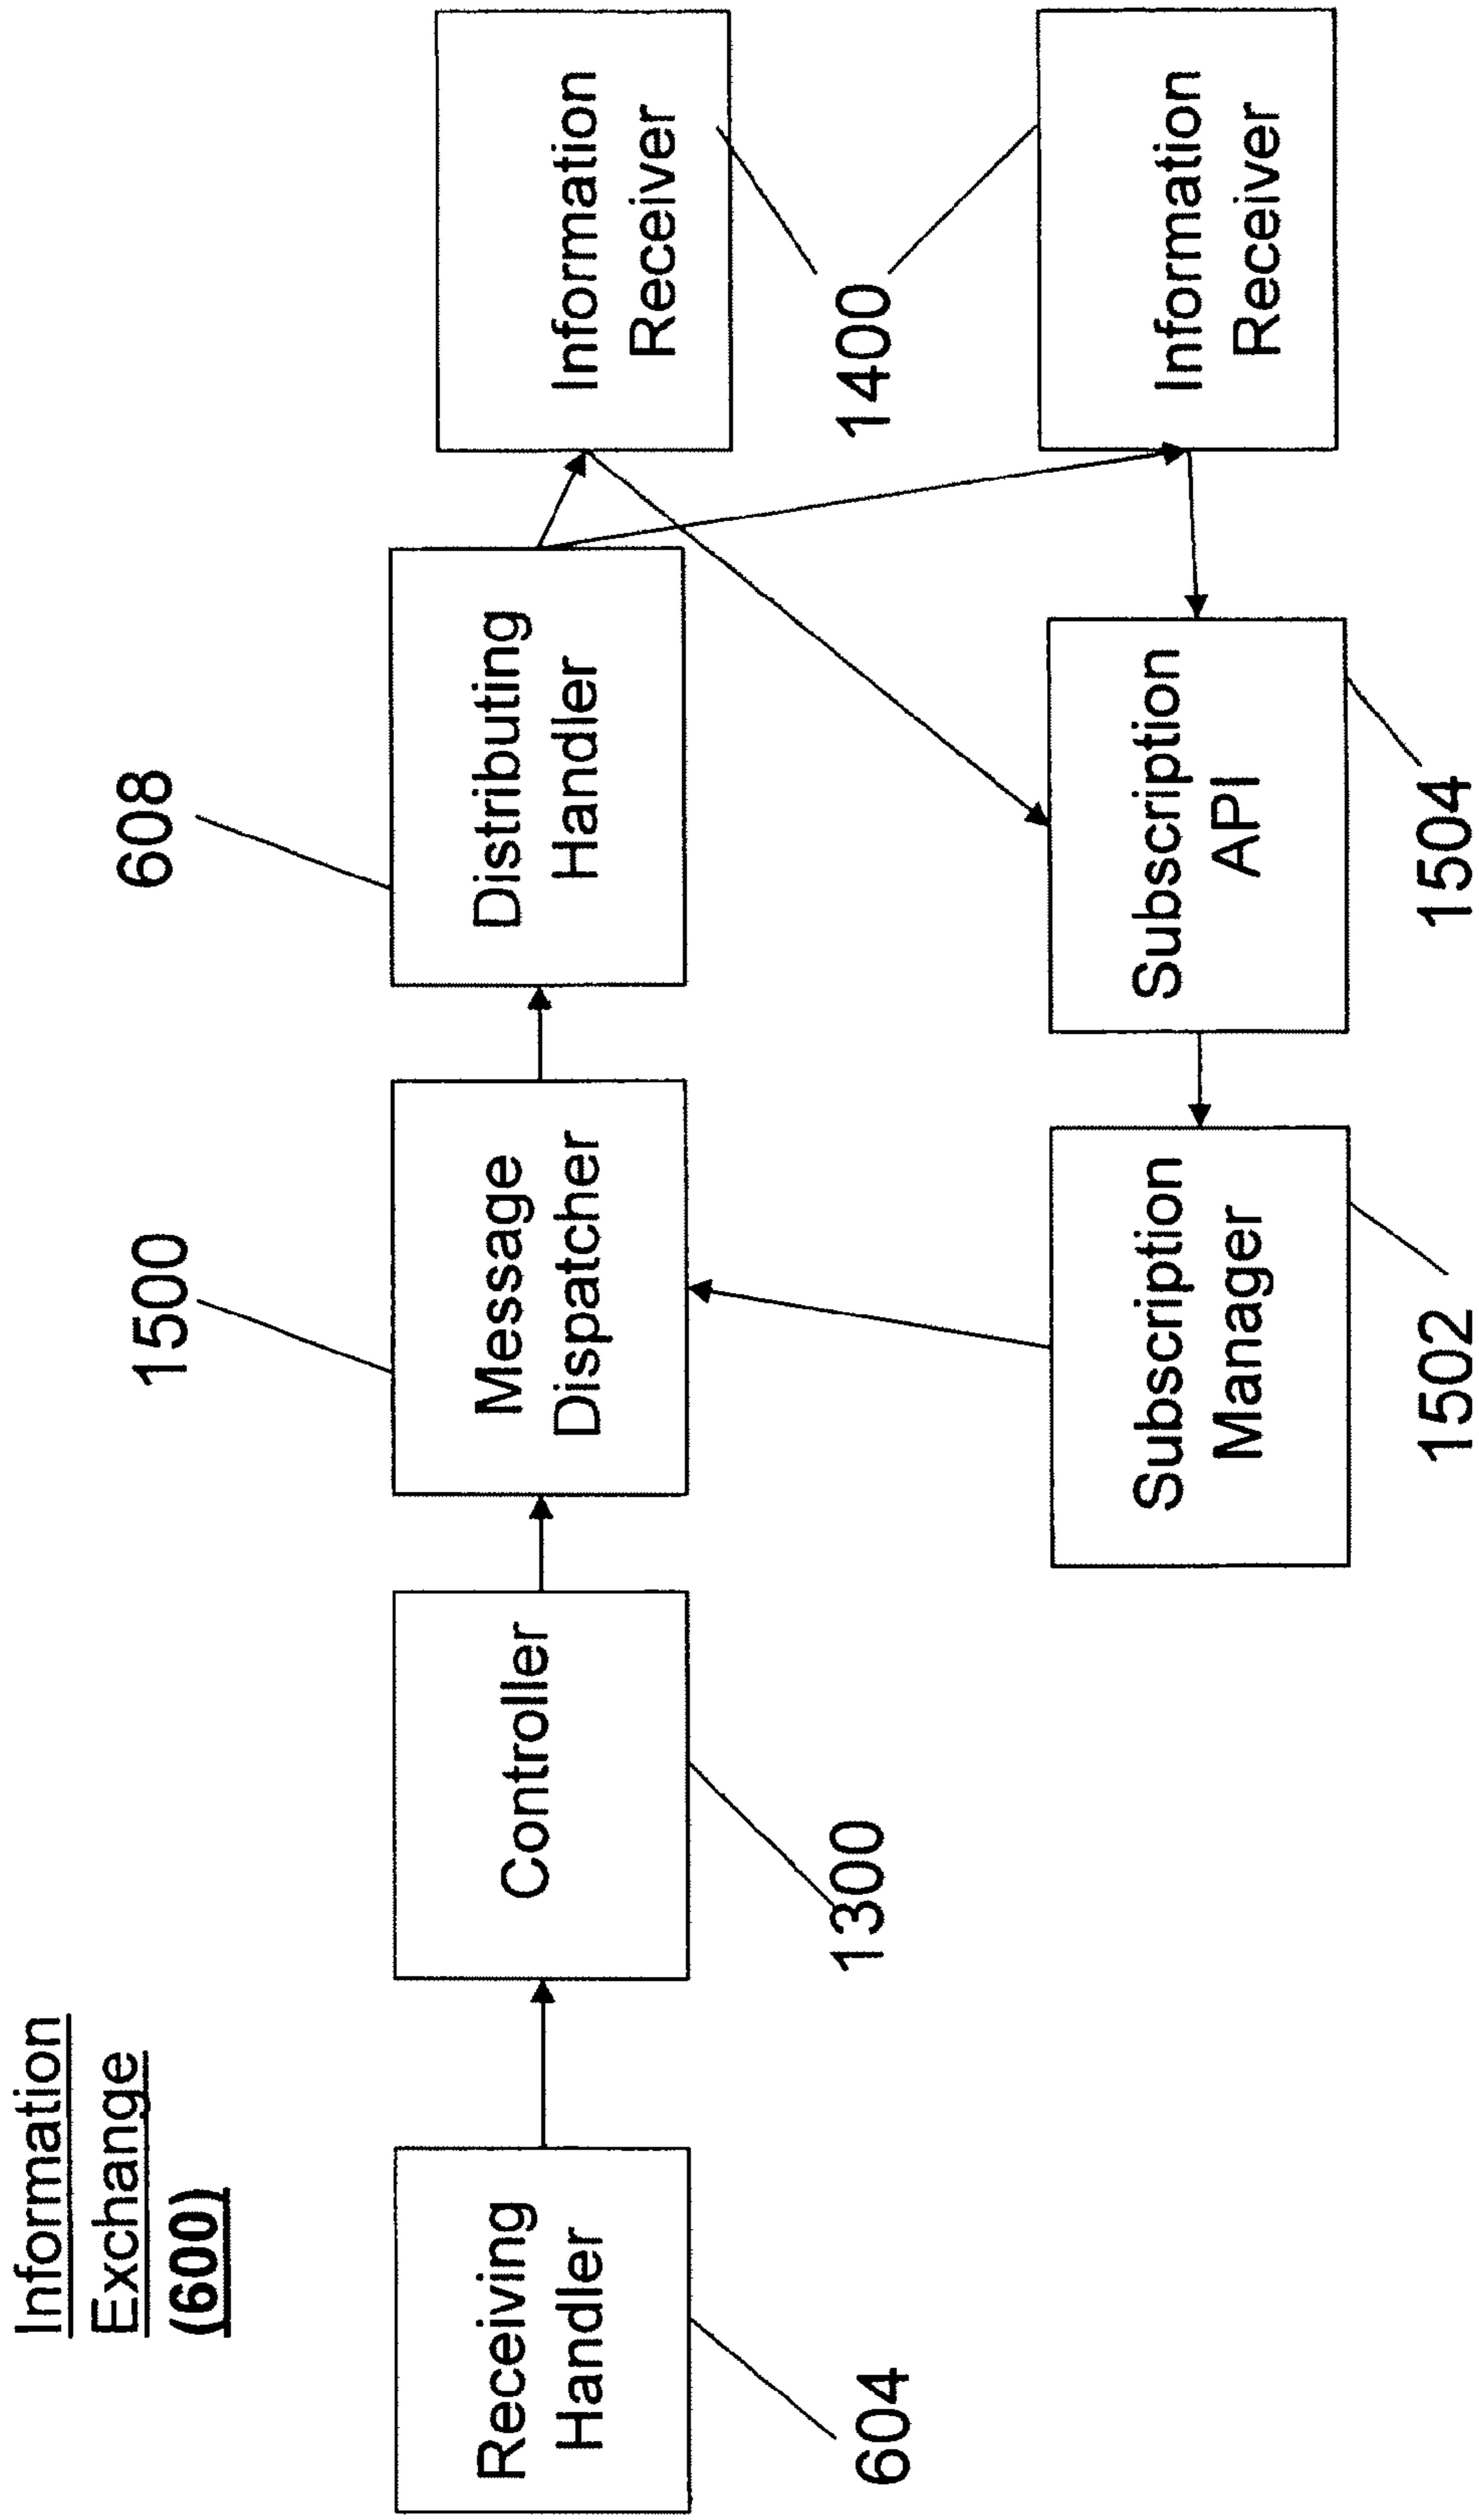 Information
Exchange
(600)
608
1500
Receiving
Handler
Controller
Message
Dispatcher
Distributing
Handler
Information
Receiver
604
1300
1400
Subscription
Manager
Subscription
API
Information
Receiver
1502
1504